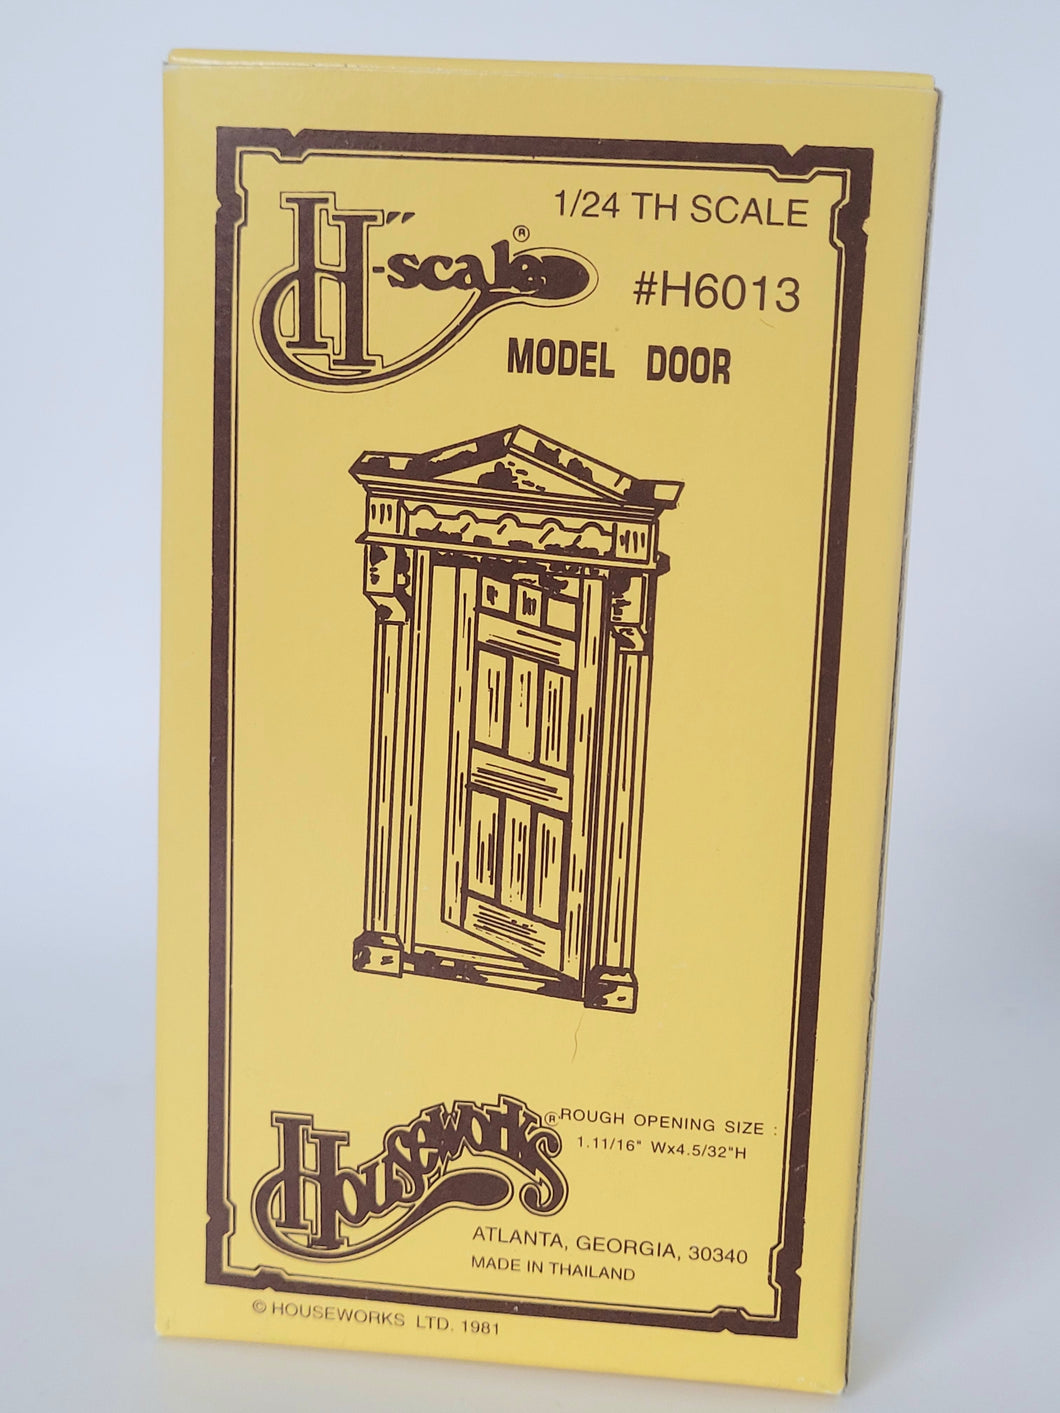 1/24 TH SCALE
H"-scale®
#H6013
MODEL DOOR
Houseworks®
ROUGH OPENING SIZE :
1.11/16" Wx4.5/32"H
ATLANTA, GEORGIA, 30340
MADE IN THAILAND
© HOUSEWORKS LTD. 1981